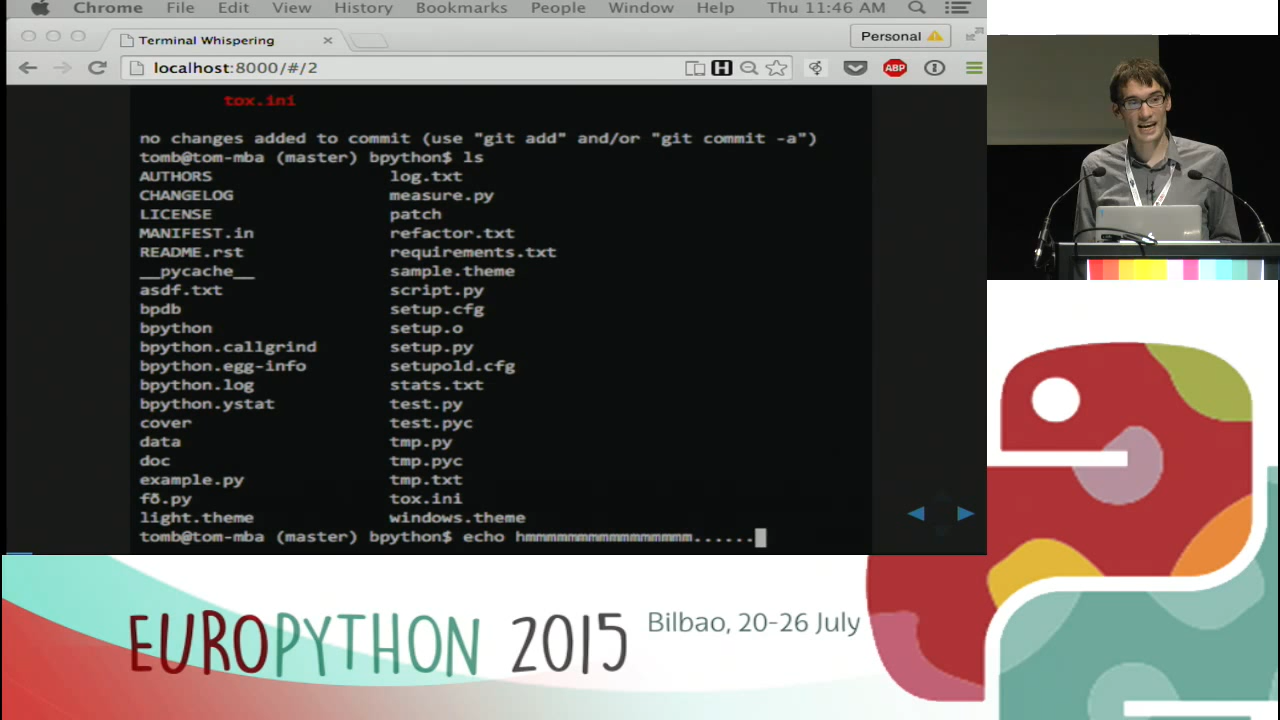 Chrome File Edit View History Bookmarks People Window Help Thu 11:46 AM
Terminal Whispering
Personal
localhost:8000/#/2
H
ABP
tox.ini
no changes added to commit (use "git add" and/or "git commit -a")
tomb@tom-mba (master) bpython$ ls
AUTHORS log.txt
CHANGELOG measure.py
LICENSE patch
MANIFEST.in refactor.txt
README.rst requirements.txt
__pycache__ sample.theme
asdf.txt script.py
bpdb setup.cfg
bpython setup.o
bpython.callgrind setup.py
bpython.egg-info setupold.cfg
bpython.log stats.txt
bpython.ystat test.py
cover test.pyc
data tmp.py
doc tmp.pyc
example.py tmp.txt
fő.py tox.ini
light.theme windows.theme
tomb@tom-mba (master) bpython$ echo hmmmmmmmmmmmmmmmm......
EUROPYTHON 2015 Bilbao, 20-26 July